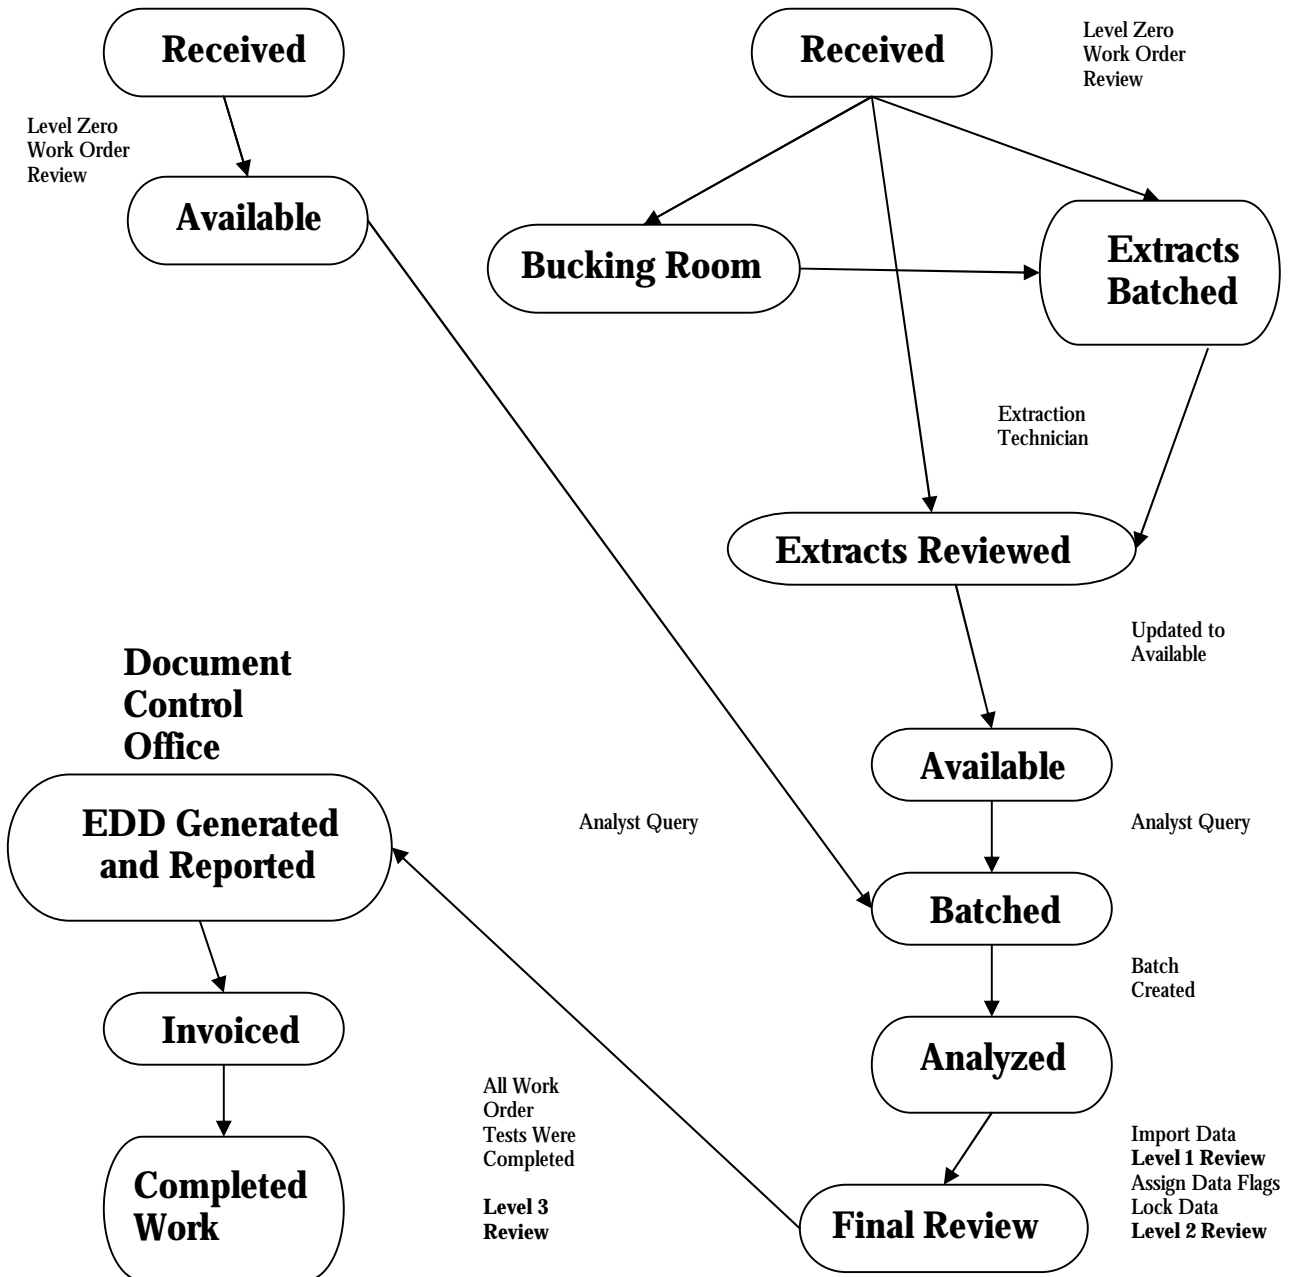 Received
Received
Level Zero
Work Order
Review
Level Zero
Work Order
Review
Available
Bucking Room
Extracts
Batched
Extraction
Technician
Extracts Reviewed
Updated to
Available
Document
Control
Office
Available
EDD Generated
and Reported
Analyst Query
Analyst Query
Batched
Batch
Created
Invoiced
Analyzed
All Work
Order
Tests Were
Completed
Level 3
Review
Import Data
Level 1 Review
Assign Data Flags
Lock Data
Level 2 Review
Completed
Work
Final Review